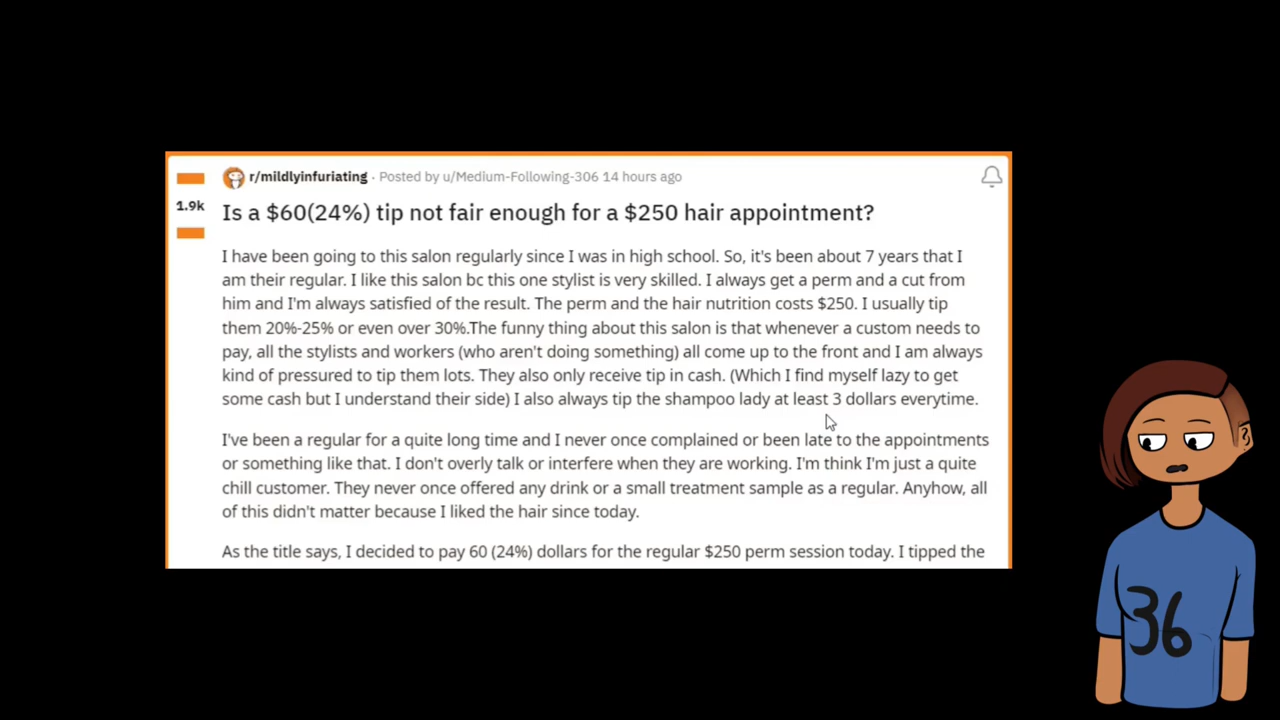 r/mildlyinfuriating · Posted by u/Medium-Following-306 14 hours ago
1.9k
Is a $60(24%) tip not fair enough for a $250 hair appointment?
I have been going to this salon regularly since I was in high school. So, it's been about 7 years that I
am their regular. I like this salon bc this one stylist is very skilled. I always get a perm and a cut from
him and I'm always satisfied of the result. The perm and the hair nutrition costs $250. I usually tip
them 20%-25% or even over 30%.The funny thing about this salon is that whenever a custom needs to
pay, all the stylists and workers (who aren't doing something) all come up to the front and I am always
kind of pressured to tip them lots. They also only receive tip in cash. (Which I find myself lazy to get
some cash but I understand their side) I also always tip the shampoo lady at least 3 dollars everytime.
I've been a regular for a quite long time and I never once complained or been late to the appointments
or something like that. I don't overly talk or interfere when they are working. I'm think I'm just a quite
chill customer. They never once offered any drink or a small treatment sample as a regular. Anyhow, all
of this didn't matter because I liked the hair since today.
As the title says, I decided to pay 60 (24%) dollars for the regular $250 perm session today. I tipped the
36